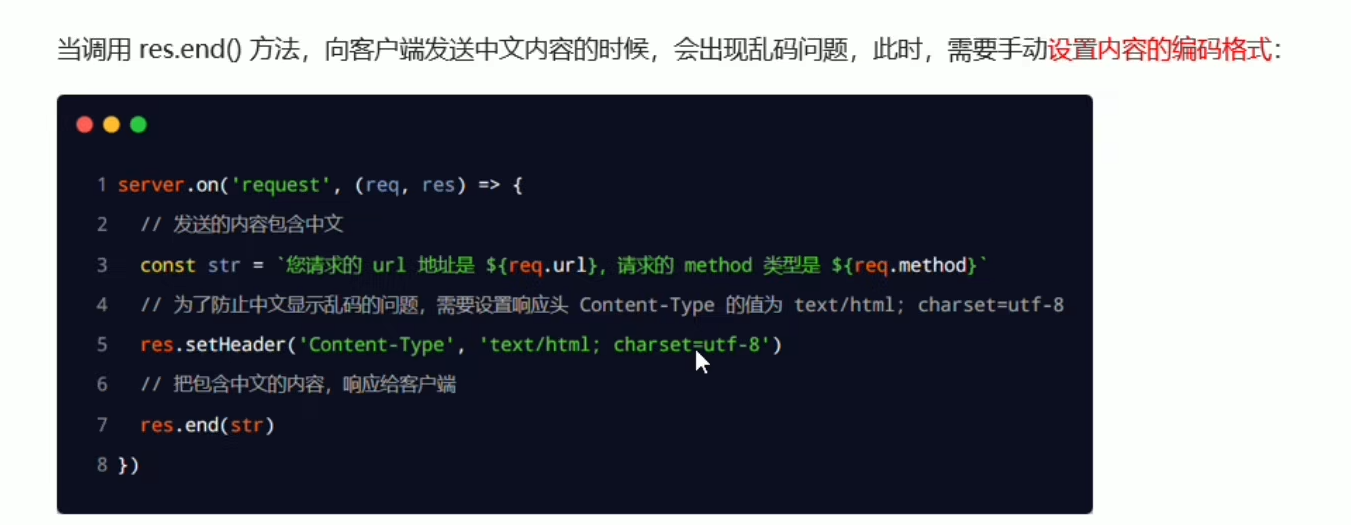 当调用 res.end() 方法，向客户端发送中文内容的时候，会出现乱码问题，此时，需要手动设置内容的编码格式：
1 server.on('request', (req, res) => {
2 // 发送的内容包含中文
3 const str = `您请求的 url 地址是 ${req.url}，请求的 method 类型是 ${req.method}`
4 // 为了防止中文显示乱码的问题，需要设置响应头 Content-Type 的值为 text/html; charset=utf-8
5 res.setHeader('Content-Type', 'text/html; charset=utf-8')
6 // 把包含中文的内容，响应给客户端
7 res.end(str)
8 })